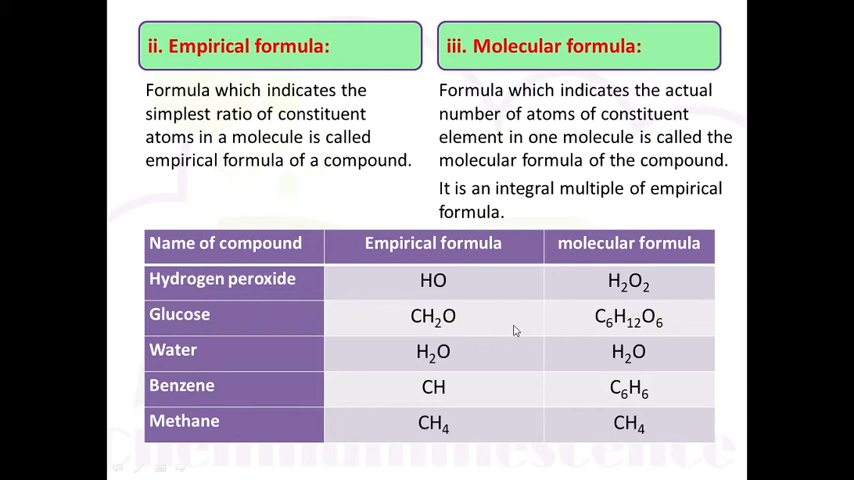 ii. Empirical formula:
Formula which indicates the
simplest ratio of constituent
atoms in a molecule is called
empirical formula of a compound.
iii. Molecular formula:
Formula which indicates the actual
number of atoms of constituent
element in one molecule is called the
molecular formula of the compound.
It is an integral multiple of empirical
formula.
Name of compound Empirical formula molecular formula
Hydrogen peroxide HO H₂O₂
Glucose CH₂O C₆H₁₂O₆
Water H₂O H₂O
Benzene CH C₆H₆
Methane CH₄ CH₄